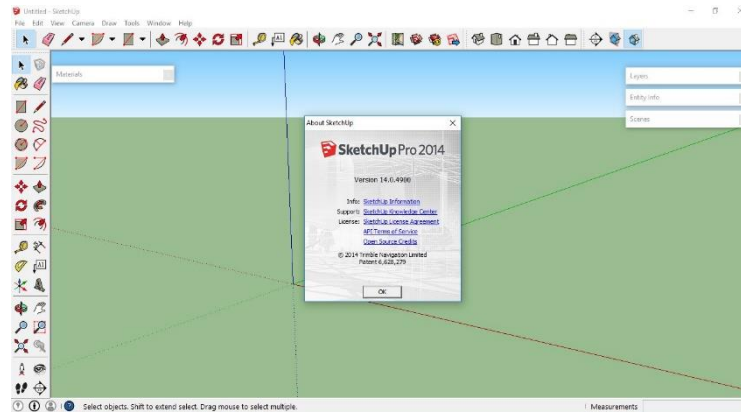 Untitled - SketchUp
File Edit View Camera Draw Tools Window Help
Materials
Layers
Entity Info
Scenes
About SketchUp
SketchUp Pro 2014
Version 14.0.4900
Info: SketchUp Information
Support: SketchUp Knowledge Center
License: SketchUp License Agreement
API Terms of Service
Open Source Credits
© 2014 Trimble Navigation Limited
Patent 6,628,279
OK
Select objects. Shift to extend select. Drag mouse to select multiple.
Measurements